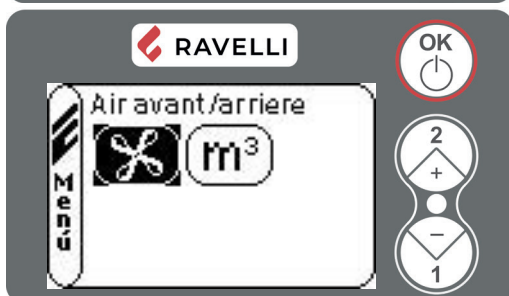 RAVELLI
OK
Air avant/arriere
m³
Menú
2
+
−
1